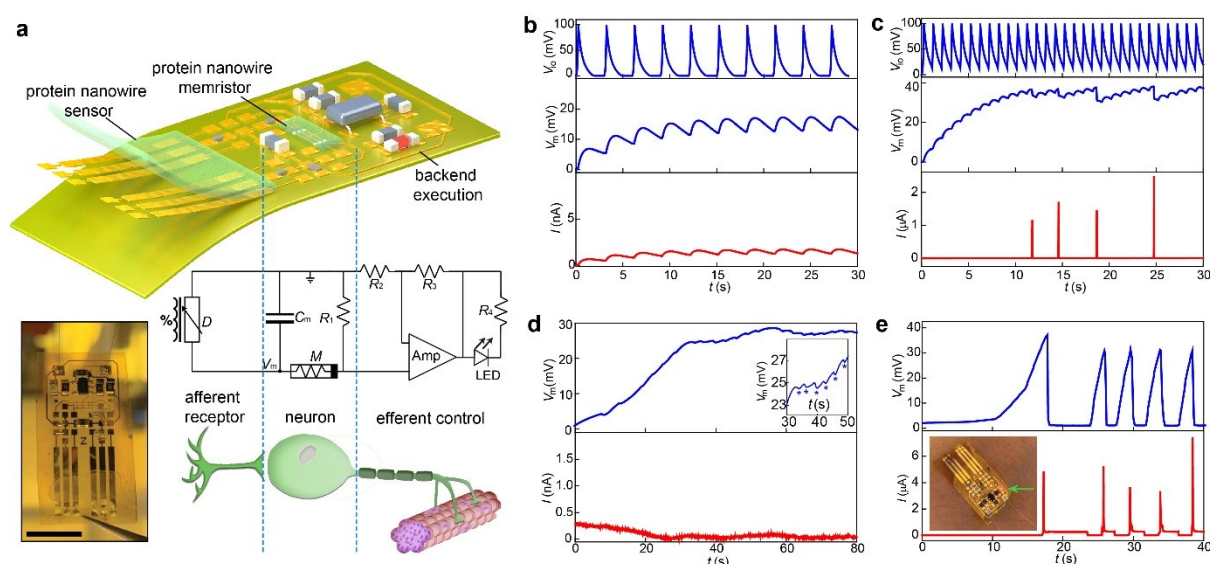 a
protein nanowire
sensor
protein nanowire
memristor
backend
execution
%
D
Cm
R1
R2
R3
R4
Vm
M
Amp
LED
afferent
receptor
neuron
efferent control
z
b
Vio (mV)
100
50
0
Vm (mV)
20
10
0
I (nA)
5
0
0 5 10 15 20 25 30
t (s)
c
Vio (mV)
100
50
0
Vm (mV)
40
20
0
I (μA)
2
1
0
0 5 10 15 20 25 30
t (s)
d
Vm(mV)
30
20
10
0
Vm (mV)
27
25
23
30 40 50
t (s)
* * * * * *
I (nA)
1.0
0.5
0.0
0 20 40 60 80
t (s)
e
Vm (mV)
40
30
20
10
0
I (μA)
6
4
2
0
0 10 20 30 40
t (s)